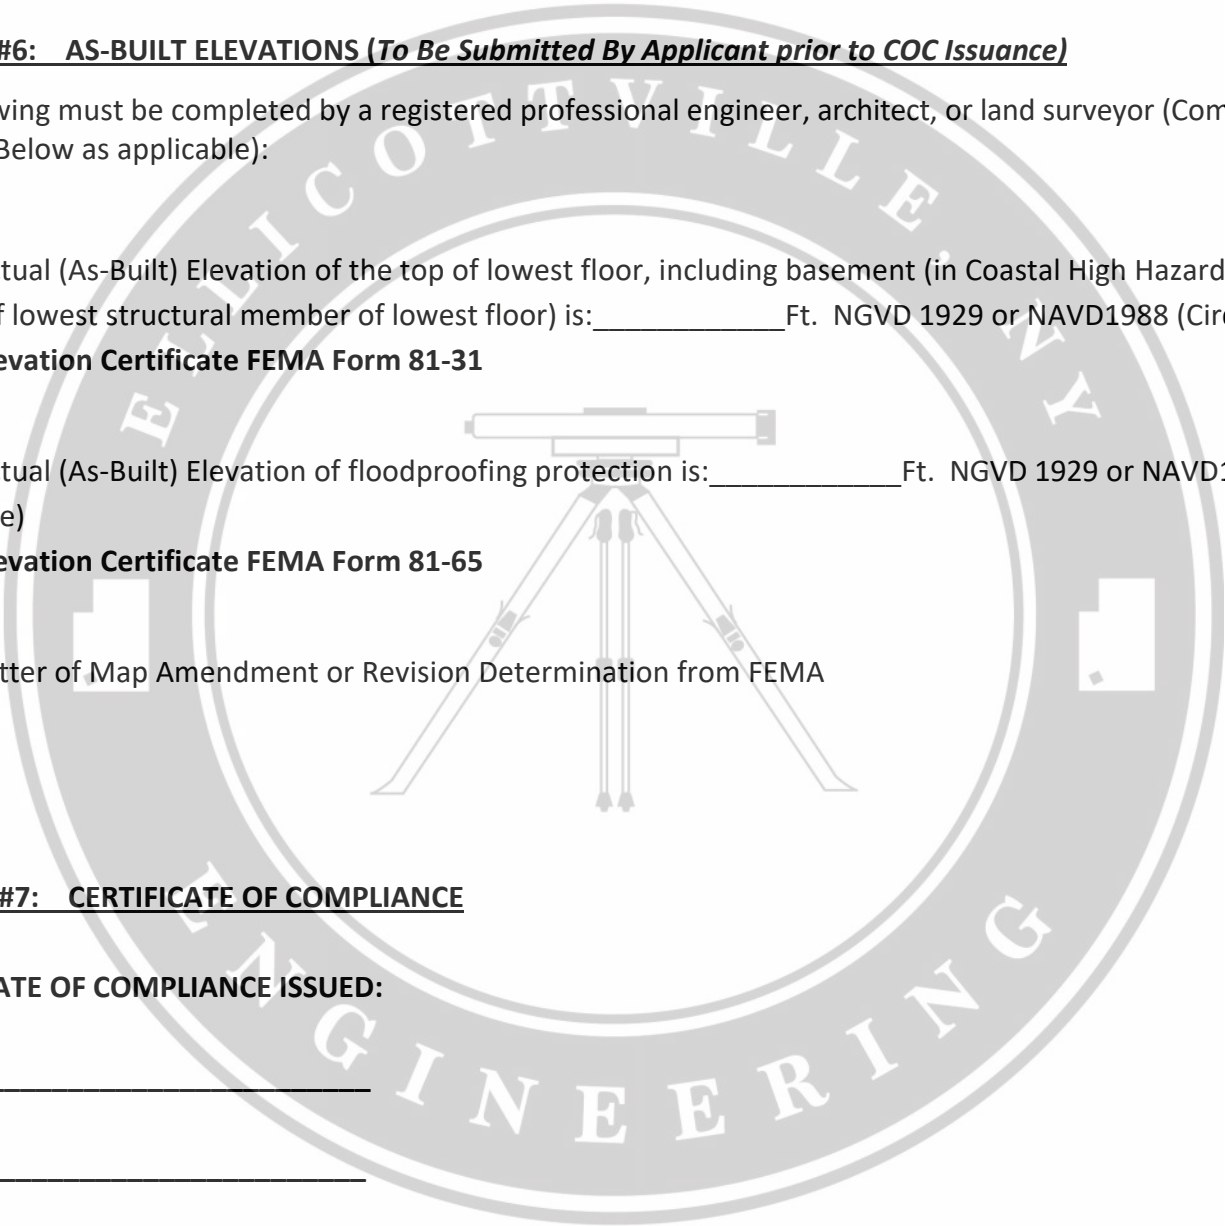 #6: AS-BUILT ELEVATIONS (To Be Submitted By Applicant prior to COC Issuance)
wing must be completed by a registered professional engineer, architect, or land surveyor (Com
Below as applicable):
tual (As-Built) Elevation of the top of lowest floor, including basement (in Coastal High Hazard
f lowest structural member of lowest floor) is:____________Ft. NGVD 1929 or NAVD1988 (Circ
evation Certificate FEMA Form 81-31
tual (As-Built) Elevation of floodproofing protection is:____________Ft. NGVD 1929 or NAVD1
e)
evation Certificate FEMA Form 81-65
tter of Map Amendment or Revision Determination from FEMA
#7: CERTIFICATE OF COMPLIANCE
ATE OF COMPLIANCE ISSUED:
ELLICOTTVILLE, NY
ENGINEERING